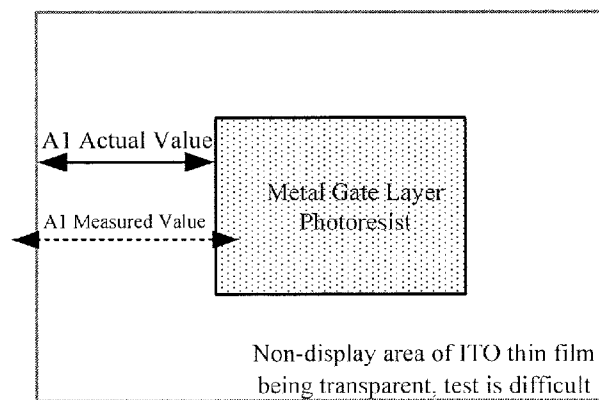 A1 Actual Value
Metal Gate Layer
Photoresist
A1 Measured Value
Non-display area of ITO thin film
being transparent, test is difficult